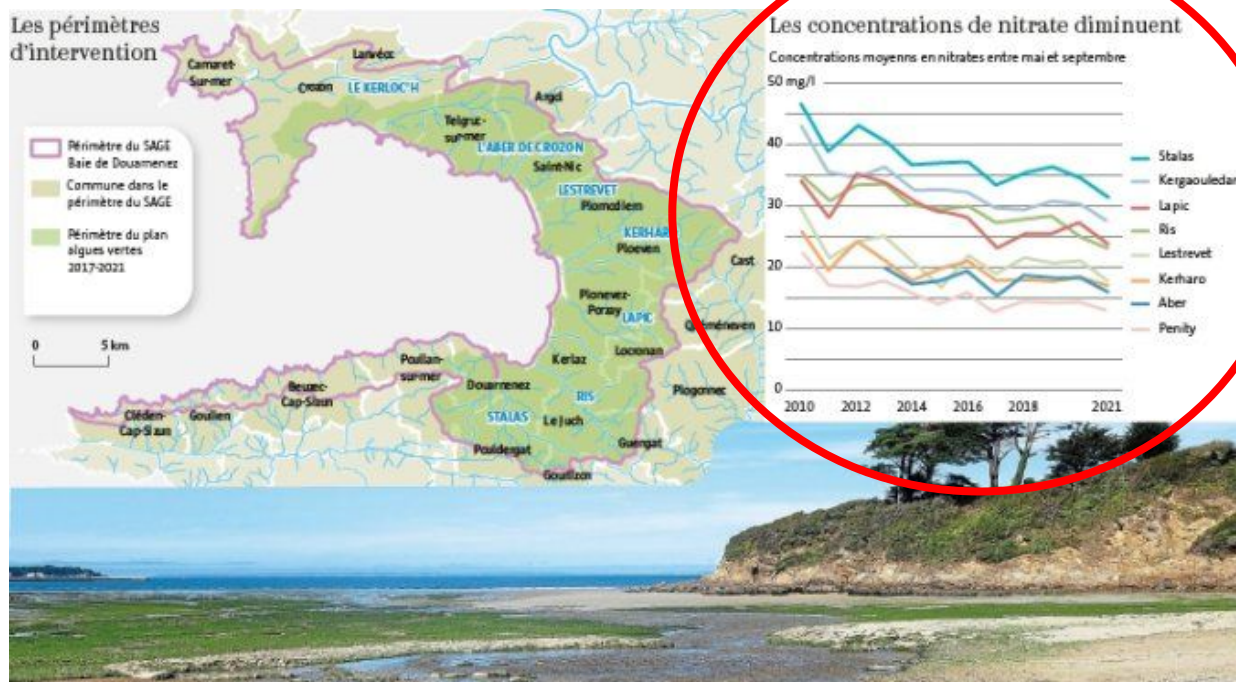 Les périmètres
d'intervention
Périmètre du SAGE
Baie de Douarnenez
Commune dans le
périmètre du SAGE
Périmètre du plan
algues vertes
2017-2021
0 5 km
Camaret-
Sur-mer
Lanvéoc
Crozon
LE KERLOC'H
Argol
Telgruc-
sur-mer
L'ABER DE CROZON
Saint-Nic
LESTREVET
Plomodiern
KERHARO
Ploeven
Cast
Plonevez-
Porzay
LAPIC
Quéménéven
Kerlaz
Locronan
Poullan-
sur-mer
Douarnenez
Plogonnec
Beuzec-
Cap-Sizun
RIS
Cléden-
Cap-Sizun
Goulien
STALAS
Le Juch
Pouldergat
Guengat
Gourlizon
Les concentrations de nitrate diminuent
Concentrations moyenns en nitrates entre mai et septembre
50 mg/l
40
30
20
10
0
2010 2012 2014 2016 2018 2021
Stalas
Kergaouledan
Lapic
Ris
Lestrevet
Kerharo
Aber
Penity